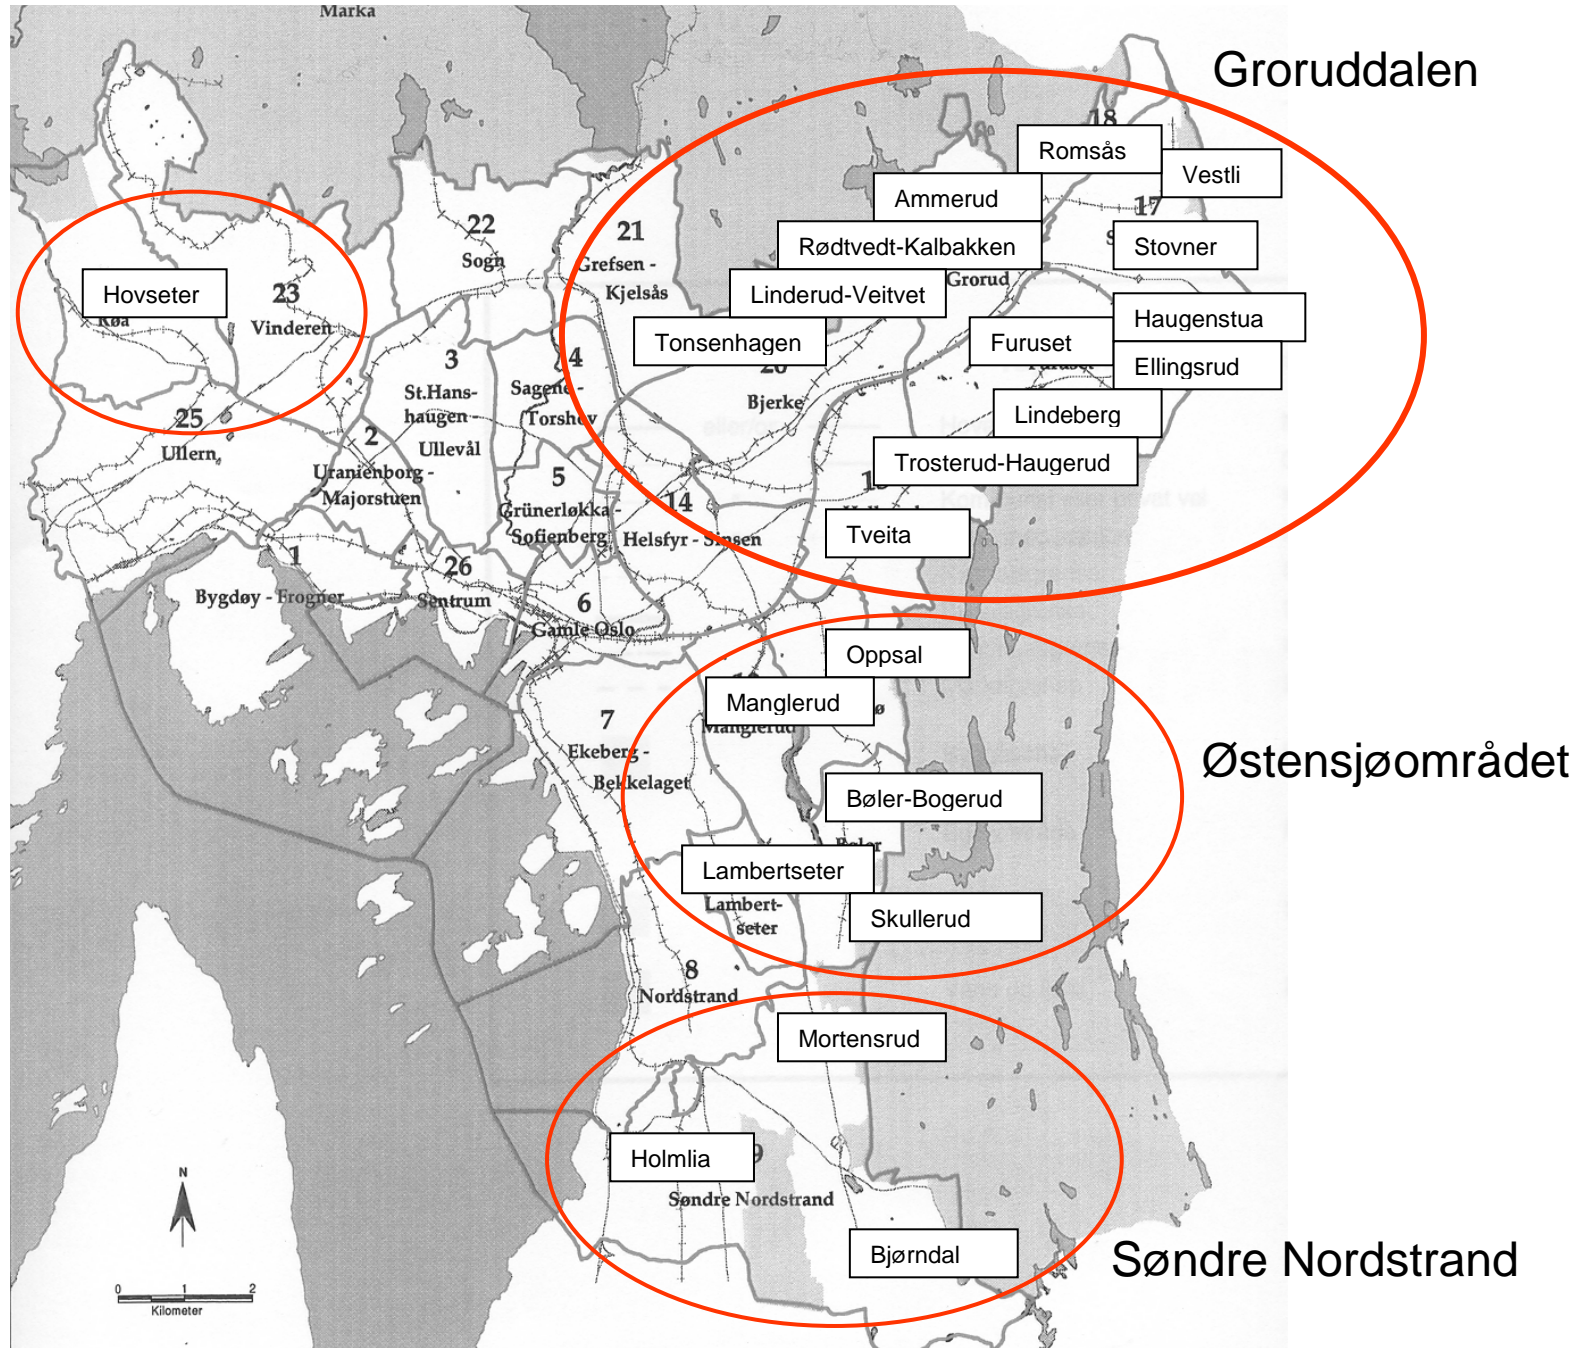 Marka
Groruddalen
18
Romsås
Vestli
Ammerud
17
22
Sogn
21
Grefsen -
Kjelsås
Rødtvedt-Kalbakken
Stovner
Grorud
Hovseter
23
Røa
Vinderen
Linderud-Veitvet
Haugenstua
Tonsenhagen
Furuset
Ellingsrud
3
St.Hans-
haugen
Ullevål
4
Sagene -
Torshov
20
Bjerke
Lindeberg
25
Ullern
2
Uranienborg -
Majorstuen
Trosterud-Haugerud
5
Grünerløkka -
Sofienberg
14
Helsfyr - Sinsen
Tveita
1
Bygdøy - Frogner
26
Sentrum
6
Gamle Oslo
Oppsal
Manglerud
Manglerud
7
Ekeberg -
Bekkelaget
Østensjøområdet
Bøler-Bogerud
Bøler
Lambertseter
Lambert-
seter
Skullerud
8
Nordstrand
Mortensrud
Holmlia
9
Søndre Nordstrand
Bjørndal
Søndre Nordstrand
N
0 1 2
Kilometer